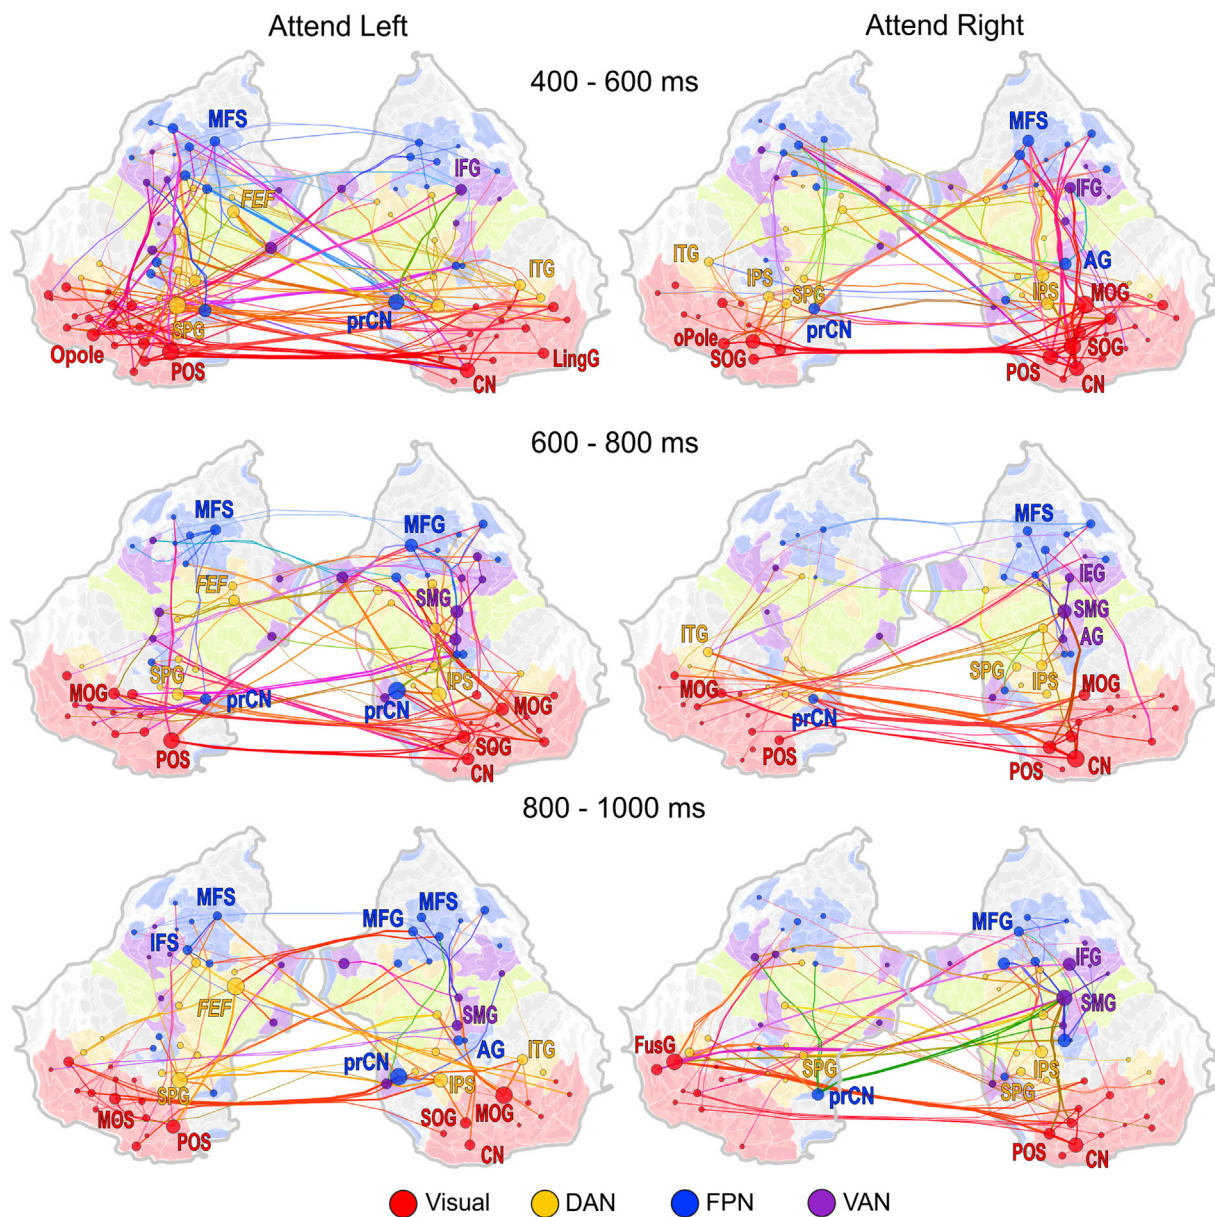 Attend Left
Attend Right
400 - 600 ms
MFS
IFG
FEF
ITG
SPG
prCN
Opole
POS
CN
LingG
MFS
IFG
ITG
AG
IPS
SPG
IPS
MOG
prCN
oPole
SOG
SOG
POS
CN
600 - 800 ms
MFS
MFG
FEF
SMG
SPG
IPS
MOG
prCN
prCN
MOG
POS
SOG
CN
MFS
IFG
SMG
ITG
AG
SPG
IPS
MOG
MOG
prCN
POS
POS
CN
800 - 1000 ms
MFS
MFS
MFG
IFS
FEF
SMG
AG
ITG
prCN
SPG
IPS
MOS
SOG
MOG
POS
CN
MFG
IFG
SMG
FusG
SPG
IPS
SPG
prCN
POS
CN
Visual
DAN
FPN
VAN